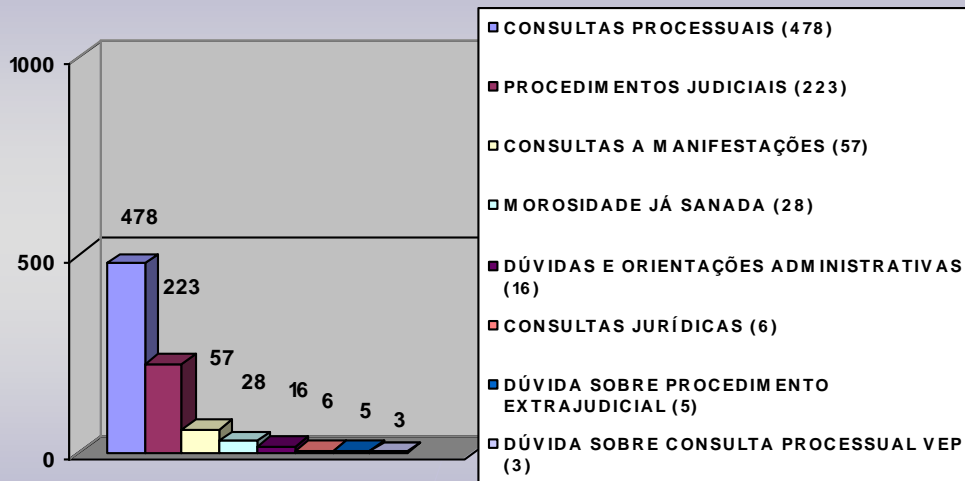 1000
500
0
478
223
57
28
16
6
5
3
CONSULTAS PROCESSUAIS (478)
PROCEDIMENTOS JUDICIAIS (223)
CONSULTAS A MANIFESTAÇÕES (57)
MOROSIDADE JÁ SANADA (28)
DÚVIDAS E ORIENTAÇÕES ADMINISTRATIVAS
(16)
CONSULTAS JURÍDICAS (6)
DÚVIDA SOBRE PROCEDIMENTO
EXTRAJUDICIAL (5)
DÚVIDA SOBRE CONSULTA PROCESSUAL VEP
(3)